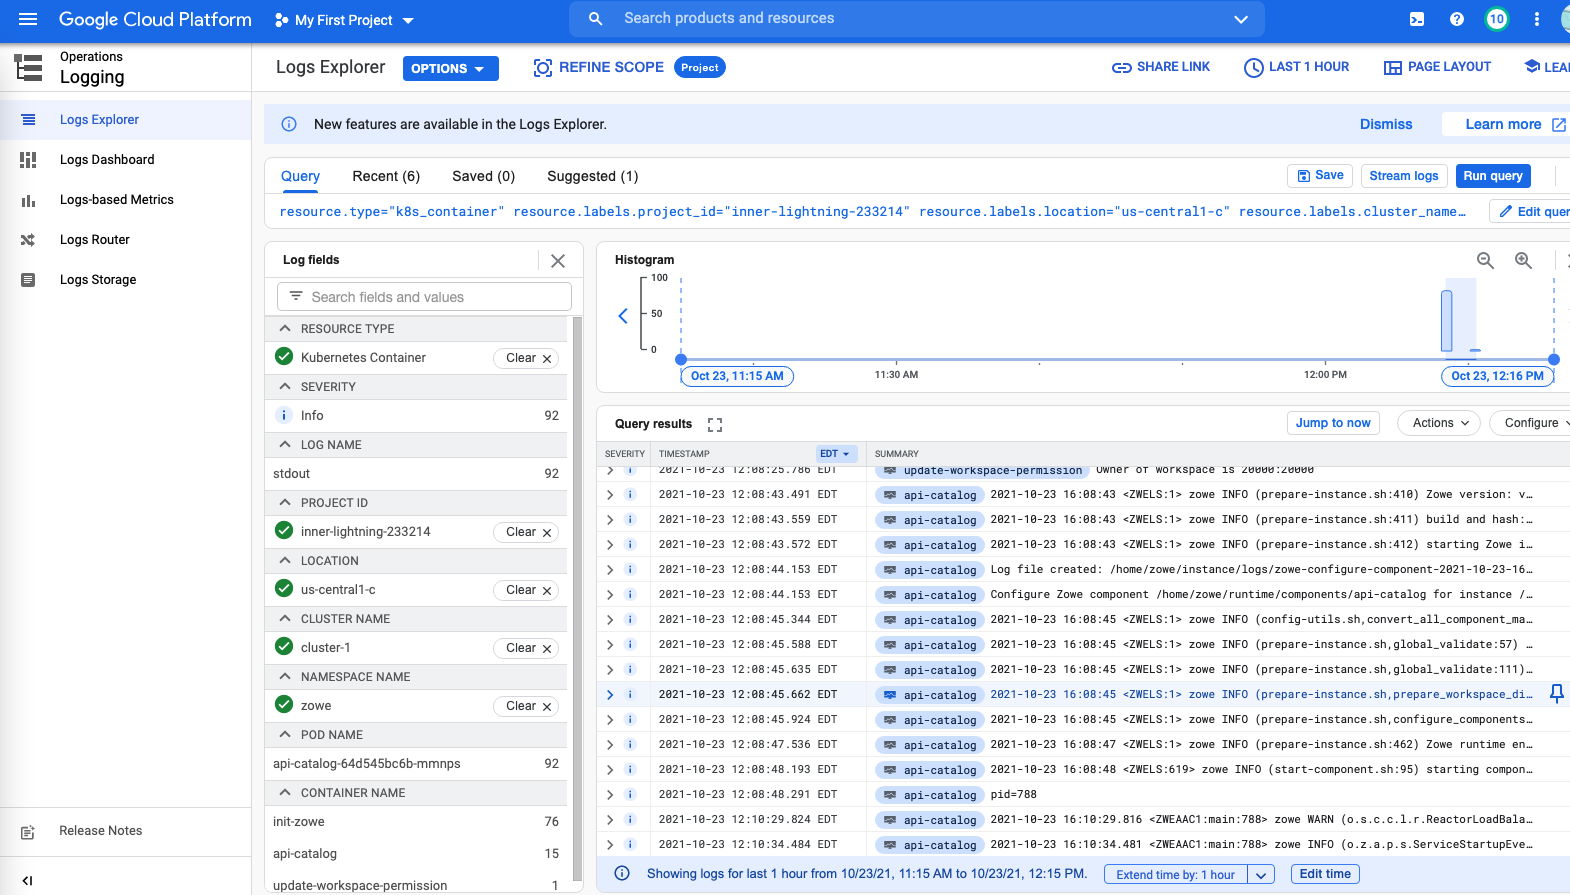 Google Cloud Platform My First Project Search products and resources 10
Operations
Logging
Logs Explorer OPTIONS REFINE SCOPE Project SHARE LINK LAST 1 HOUR PAGE LAYOUT
Logs Explorer
Logs Dashboard
Logs-based Metrics
Logs Router
Logs Storage
Release Notes
New features are available in the Logs Explorer. Dismiss Learn more
Query Recent (6) Saved (0) Suggested (1) Save Stream logs Run query
resource.type="k8s_container" resource.labels.project_id="inner-lightning-233214" resource.labels.location="us-central1-c" resource.labels.cluster_name… Edit quer
Log fields
Search fields and values
RESOURCE TYPE
Kubernetes Container Clear
SEVERITY
Info 92
LOG NAME
stdout 92
PROJECT ID
inner-lightning-233214 Clear
LOCATION
us-central1-c Clear
CLUSTER NAME
cluster-1 Clear
NAMESPACE NAME
zowe Clear
POD NAME
api-catalog-64d545bc6b-mmnps 92
CONTAINER NAME
init-zowe 76
api-catalog 15
update-workspace-permission 1
Histogram
100
50
0
Oct 23, 11:15 AM 11:30 AM 12:00 PM Oct 23, 12:16 PM
Query results Jump to now Actions Configure
SEVERITY TIMESTAMP EDT SUMMARY
2021-10-23 12:08:25.786 EDT update-workspace-permission Owner of workspace is 20000:20000
2021-10-23 12:08:43.491 EDT api-catalog 2021-10-23 16:08:43 <ZWELS:1> zowe INFO (prepare-instance.sh:410) Zowe version: v…
2021-10-23 12:08:43.559 EDT api-catalog 2021-10-23 16:08:43 <ZWELS:1> zowe INFO (prepare-instance.sh:411) build and hash:…
2021-10-23 12:08:43.572 EDT api-catalog 2021-10-23 16:08:43 <ZWELS:1> zowe INFO (prepare-instance.sh:412) starting Zowe i…
2021-10-23 12:08:44.153 EDT api-catalog Log file created: /home/zowe/instance/logs/zowe-configure-component-2021-10-23-16…
2021-10-23 12:08:44.153 EDT api-catalog Configure Zowe component /home/zowe/runtime/components/api-catalog for instance /…
2021-10-23 12:08:45.344 EDT api-catalog 2021-10-23 16:08:45 <ZWELS:1> zowe INFO (config-utils.sh,convert_all_component_ma…
2021-10-23 12:08:45.588 EDT api-catalog 2021-10-23 16:08:45 <ZWELS:1> zowe INFO (prepare-instance.sh,global_validate:57) …
2021-10-23 12:08:45.635 EDT api-catalog 2021-10-23 16:08:45 <ZWELS:1> zowe INFO (prepare-instance.sh,global_validate:111)…
2021-10-23 12:08:45.662 EDT api-catalog 2021-10-23 16:08:45 <ZWELS:1> zowe INFO (prepare-instance.sh,prepare_workspace_di…
2021-10-23 12:08:45.924 EDT api-catalog 2021-10-23 16:08:45 <ZWELS:1> zowe INFO (prepare-instance.sh,configure_components…
2021-10-23 12:08:47.536 EDT api-catalog 2021-10-23 16:08:47 <ZWELS:1> zowe INFO (prepare-instance.sh:462) Zowe runtime en…
2021-10-23 12:08:48.193 EDT api-catalog 2021-10-23 16:08:48 <ZWELS:619> zowe INFO (start-component.sh:95) starting compon…
2021-10-23 12:08:48.291 EDT api-catalog pid=788
2021-10-23 12:10:29.824 EDT api-catalog 2021-10-23 16:10:29.816 <ZWEAAC1:main:788> zowe WARN (o.s.c.c.l.r.ReactorLoadBala…
2021-10-23 12:10:34.484 EDT api-catalog 2021-10-23 16:10:34.481 <ZWEAAC1:main:788> zowe INFO (o.z.a.p.s.ServiceStartupEve…
Showing logs for last 1 hour from 10/23/21, 11:15 AM to 10/23/21, 12:15 PM. Extend time by: 1 hour Edit time